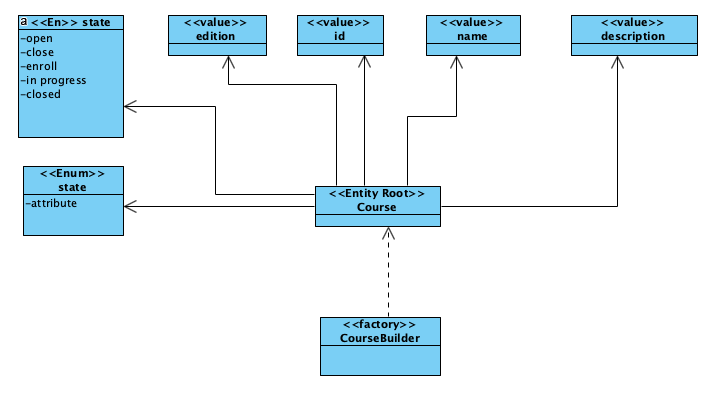 a <<En>> state
-open
-close
-enroll
-in progress
-closed
<<value>>
edition
<<value>>
id
<<value>>
name
<<value>>
description
<<Enum>>
state
-attribute
<<Entity Root>>
Course
<<factory>>
CourseBuilder